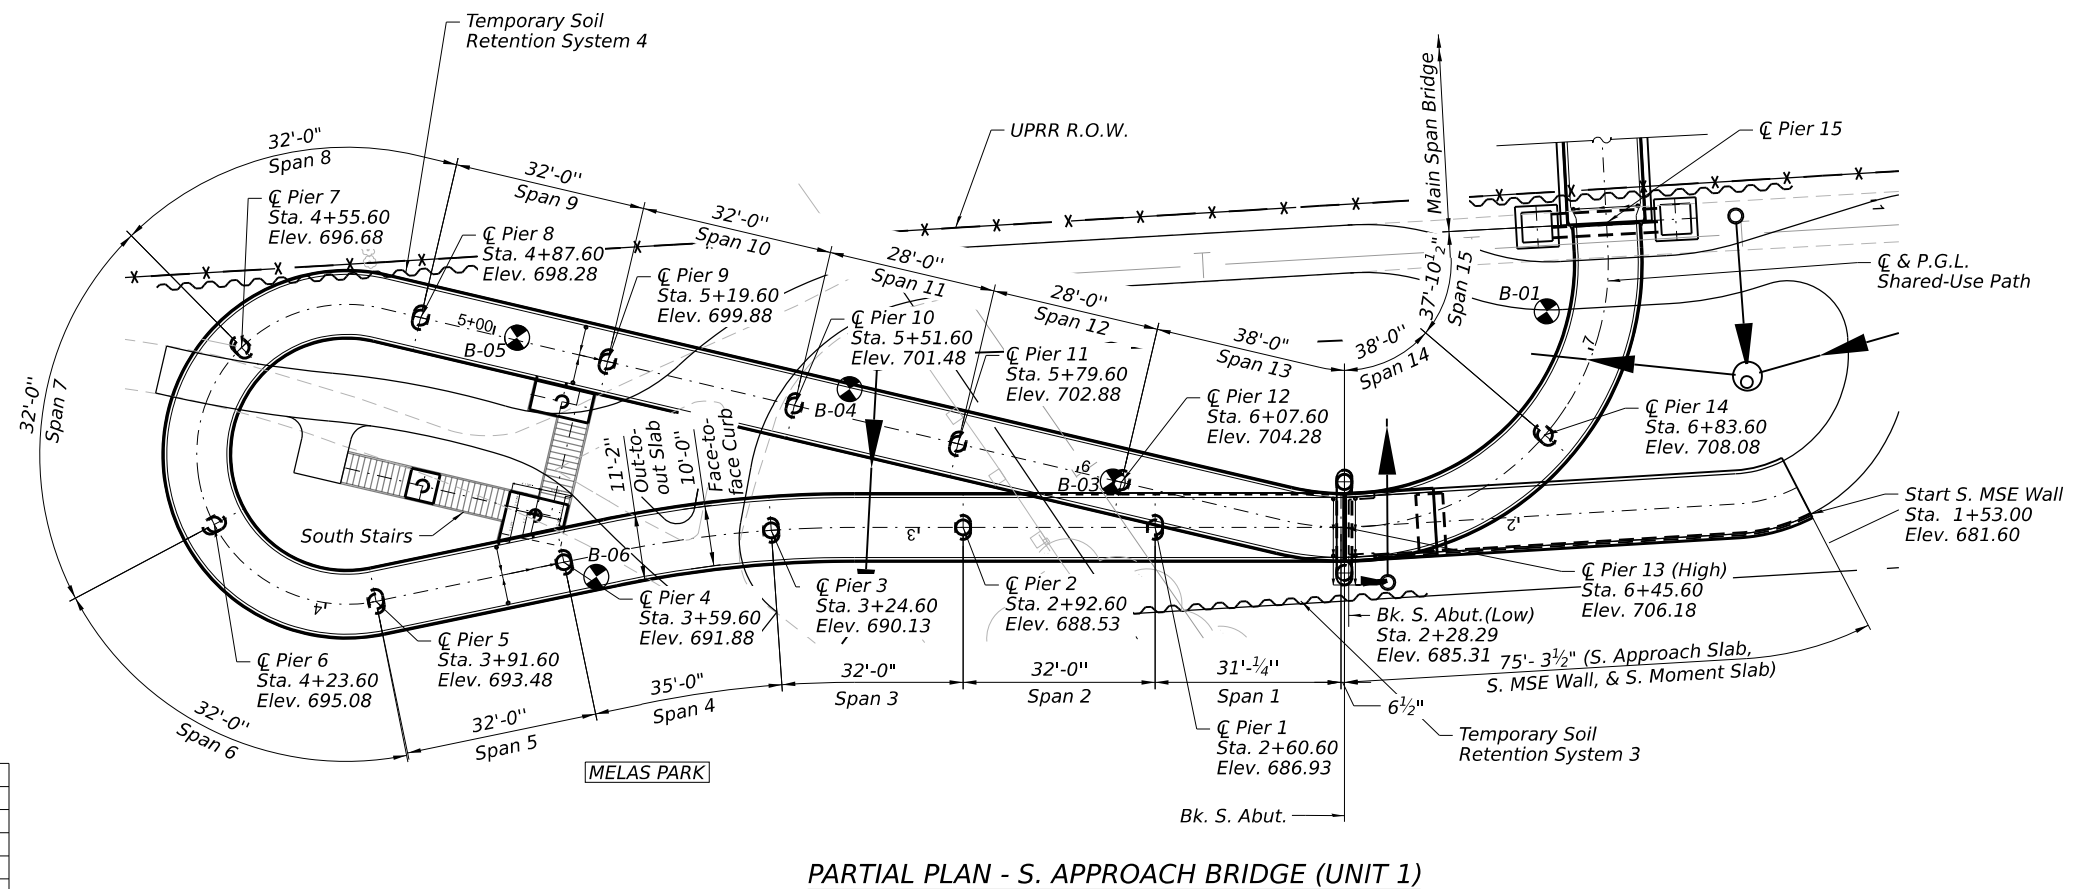 Temporary Soil
Retention System 4
UPRR R.O.W.
Main Span Bridge
℄ Pier 15
32'-0"
Span 8
32'-0''
Span 9
32'-0''
Span 10
28'-0''
Span 11
28'-0''
Span 12
38'-0"
Span 13
38'-0''
Span 14
37'-10½"
Span 15
℄ Pier 7
Sta. 4+55.60
Elev. 696.68
℄ Pier 8
Sta. 4+87.60
Elev. 698.28
℄ Pier 9
Sta. 5+19.60
Elev. 699.88
℄ Pier 10
Sta. 5+51.60
Elev. 701.48
℄ Pier 11
Sta. 5+79.60
Elev. 702.88
℄ Pier 12
Sta. 6+07.60
Elev. 704.28
℄ Pier 14
Sta. 6+83.60
Elev. 708.08
℄ & P.G.L.
Shared-Use Path
B-01
5+00
B-05
B-04
B-03
B-06
'6
'7
'2
'3
'4
1
32'-0''
Span 7
11'-2"
Out-to-
out Slab
10'-0''
Face-to-
face Curb
South Stairs
Start S. MSE Wall
Sta. 1+53.00
Elev. 681.60
℄ Pier 13 (High)
Sta. 6+45.60
Elev. 706.18
Bk. S. Abut.(Low)
Sta. 2+28.29
Elev. 685.31
75'- 3½" (S. Approach Slab,
S. MSE Wall, & S. Moment Slab)
6½"
℄ Pier 6
Sta. 4+23.60
Elev. 695.08
℄ Pier 5
Sta. 3+91.60
Elev. 693.48
℄ Pier 4
Sta. 3+59.60
Elev. 691.88
℄ Pier 3
Sta. 3+24.60
Elev. 690.13
℄ Pier 2
Sta. 2+92.60
Elev. 688.53
℄ Pier 1
Sta. 2+60.60
Elev. 686.93
32'-0''
Span 6
32'-0''
Span 5
35'-0"
Span 4
32'-0"
Span 3
32'-0''
Span 2
31'-¼''
Span 1
Temporary Soil
Retention System 3
MELAS PARK
Bk. S. Abut.
PARTIAL PLAN - S. APPROACH BRIDGE (UNIT 1)